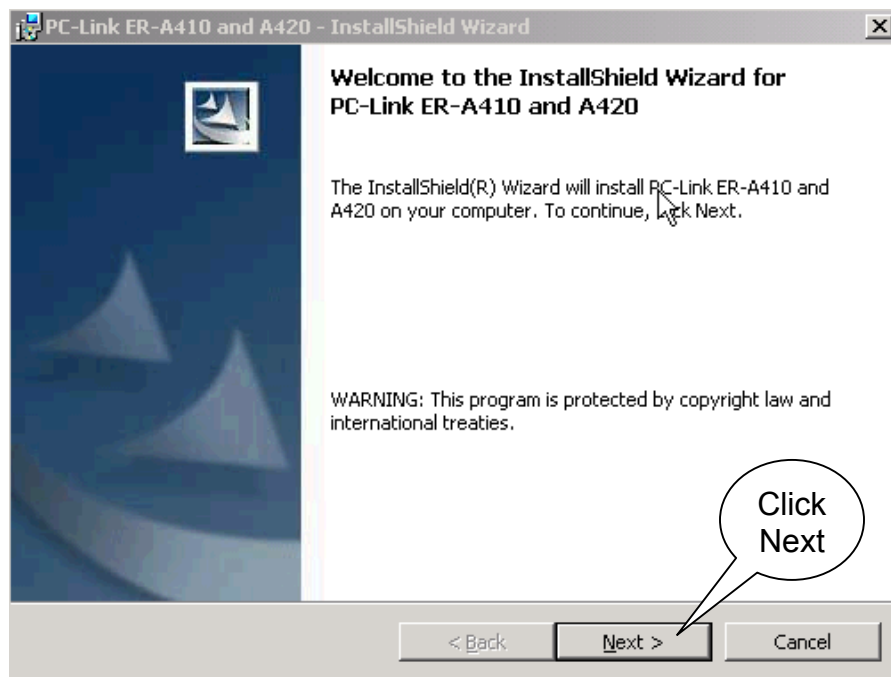 PC-Link ER-A410 and A420 - InstallShield Wizard
Welcome to the InstallShield Wizard for
PC-Link ER-A410 and A420
The InstallShield(R) Wizard will install PC-Link ER-A410 and
A420 on your computer. To continue, click Next.
WARNING: This program is protected by copyright law and
international treaties.
Click
Next
< Back
Next >
Cancel